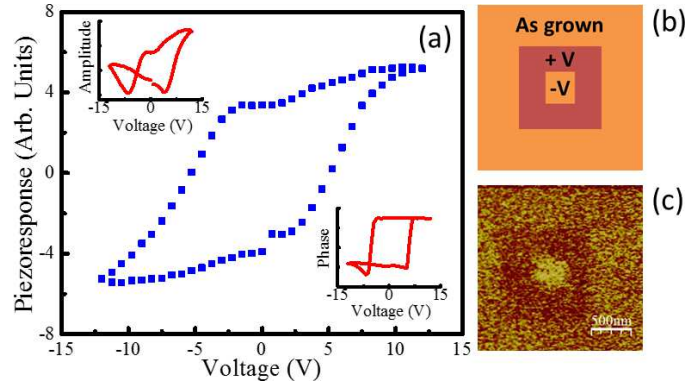 (a)
Piezoresponse (Arb. Units)
8
4
0
-4
-8
-15
-10
-5
0
5
10
15
Voltage (V)
Amplitude
-15
0
15
Voltage (V)
Phase
-15
0
15
Voltage (V)
As grown
+ V
-V
(b)
(c)
500nm